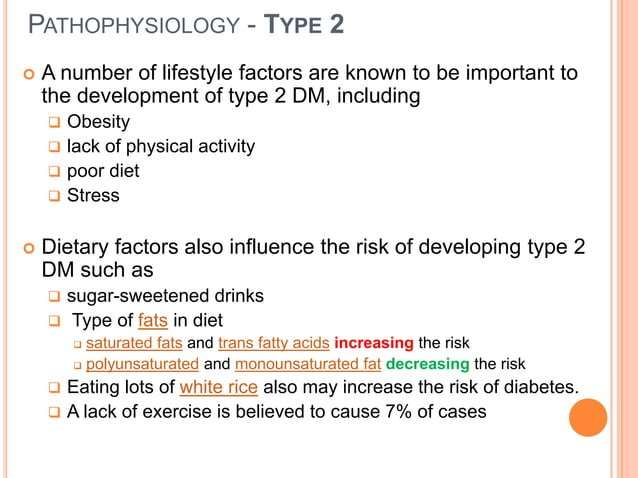 PATHOPHYSIOLOGY - TYPE 2
A number of lifestyle factors are known to be important to
the development of type 2 DM, including
Obesity
lack of physical activity
poor diet
Stress
Dietary factors also influence the risk of developing type 2
DM such as
sugar-sweetened drinks
Type of fats in diet
saturated fats and trans fatty acids increasing the risk
polyunsaturated and monounsaturated fat decreasing the risk
Eating lots of white rice also may increase the risk of diabetes.
A lack of exercise is believed to cause 7% of cases